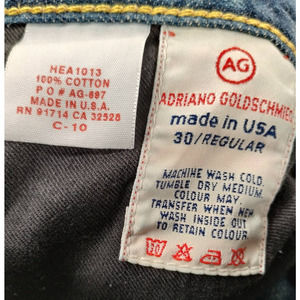 HEA1013
100% COTTON
P O # AG-697
MADE IN U.S.A.
RN 91714 CA 32528
C-10
AG
ADRIANO GOLDSCHMIED
made in USA
30/REGULAR
MACHINE WASH COLD.
TUMBLE DRY MEDIUM.
COLOUR MAY
TRANSFER WHEN NEW
WASH INSIDE OUT
TO RETAIN COLOUR